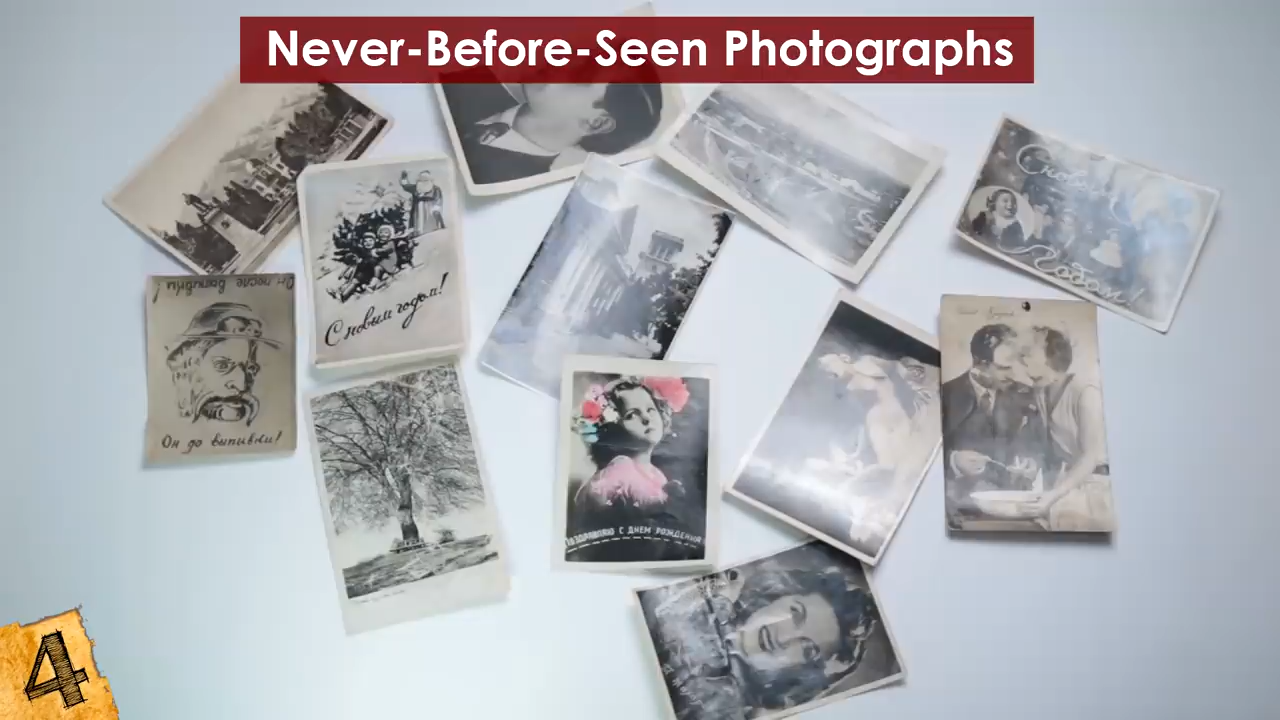 Never-Before-Seen Photographs
С новым
Годом!
С новым годом!
Он после выпивки!
Он до выпивки!
ПОЗДРАВЛЯЮ С ДНЕМ РОЖДЕНИЯ
4